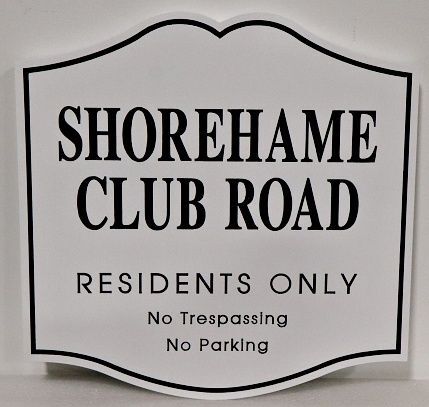 SHOREHAME
CLUB ROAD
RESIDENTS ONLY
No Trespassing
No Parking